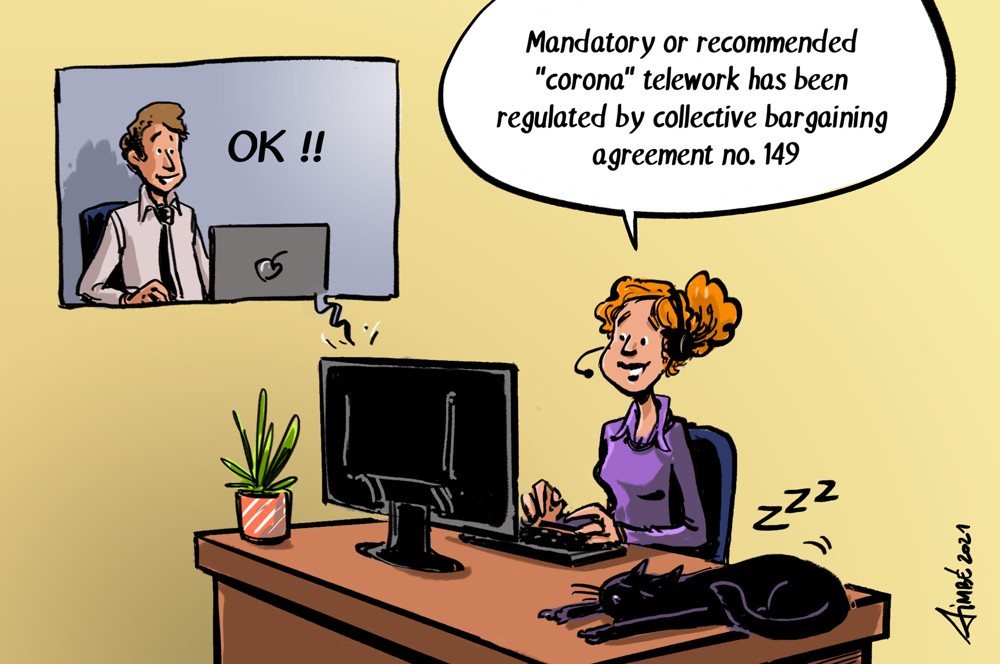 Mandatory or recommended
"corona" telework has been
regulated by collective bargaining
agreement no. 149
OK !!
zzz
AIMBÉ 2021